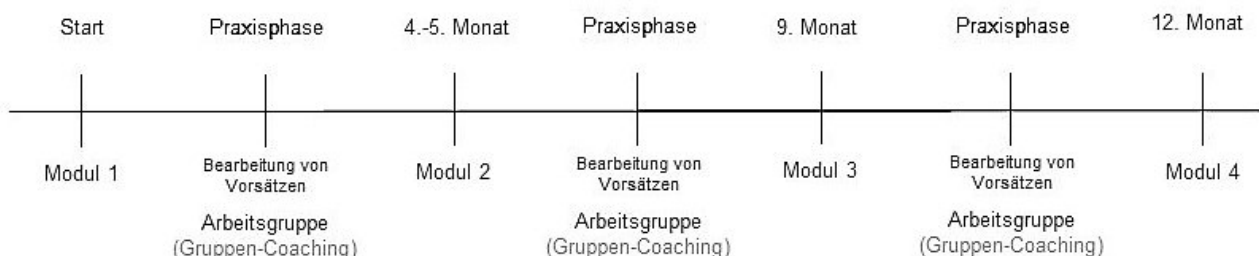 Start
Praxisphase
4.-5. Monat
Praxisphase
9. Monat
Praxisphase
12. Monat
Modul 1
Bearbeitung von
Vorsätzen
Arbeitsgruppe
(Gruppen-Coaching)
Modul 2
Bearbeitung von
Vorsätzen
Arbeitsgruppe
(Gruppen-Coaching)
Modul 3
Bearbeitung von
Vorsätzen
Arbeitsgruppe
(Gruppen-Coaching)
Modul 4